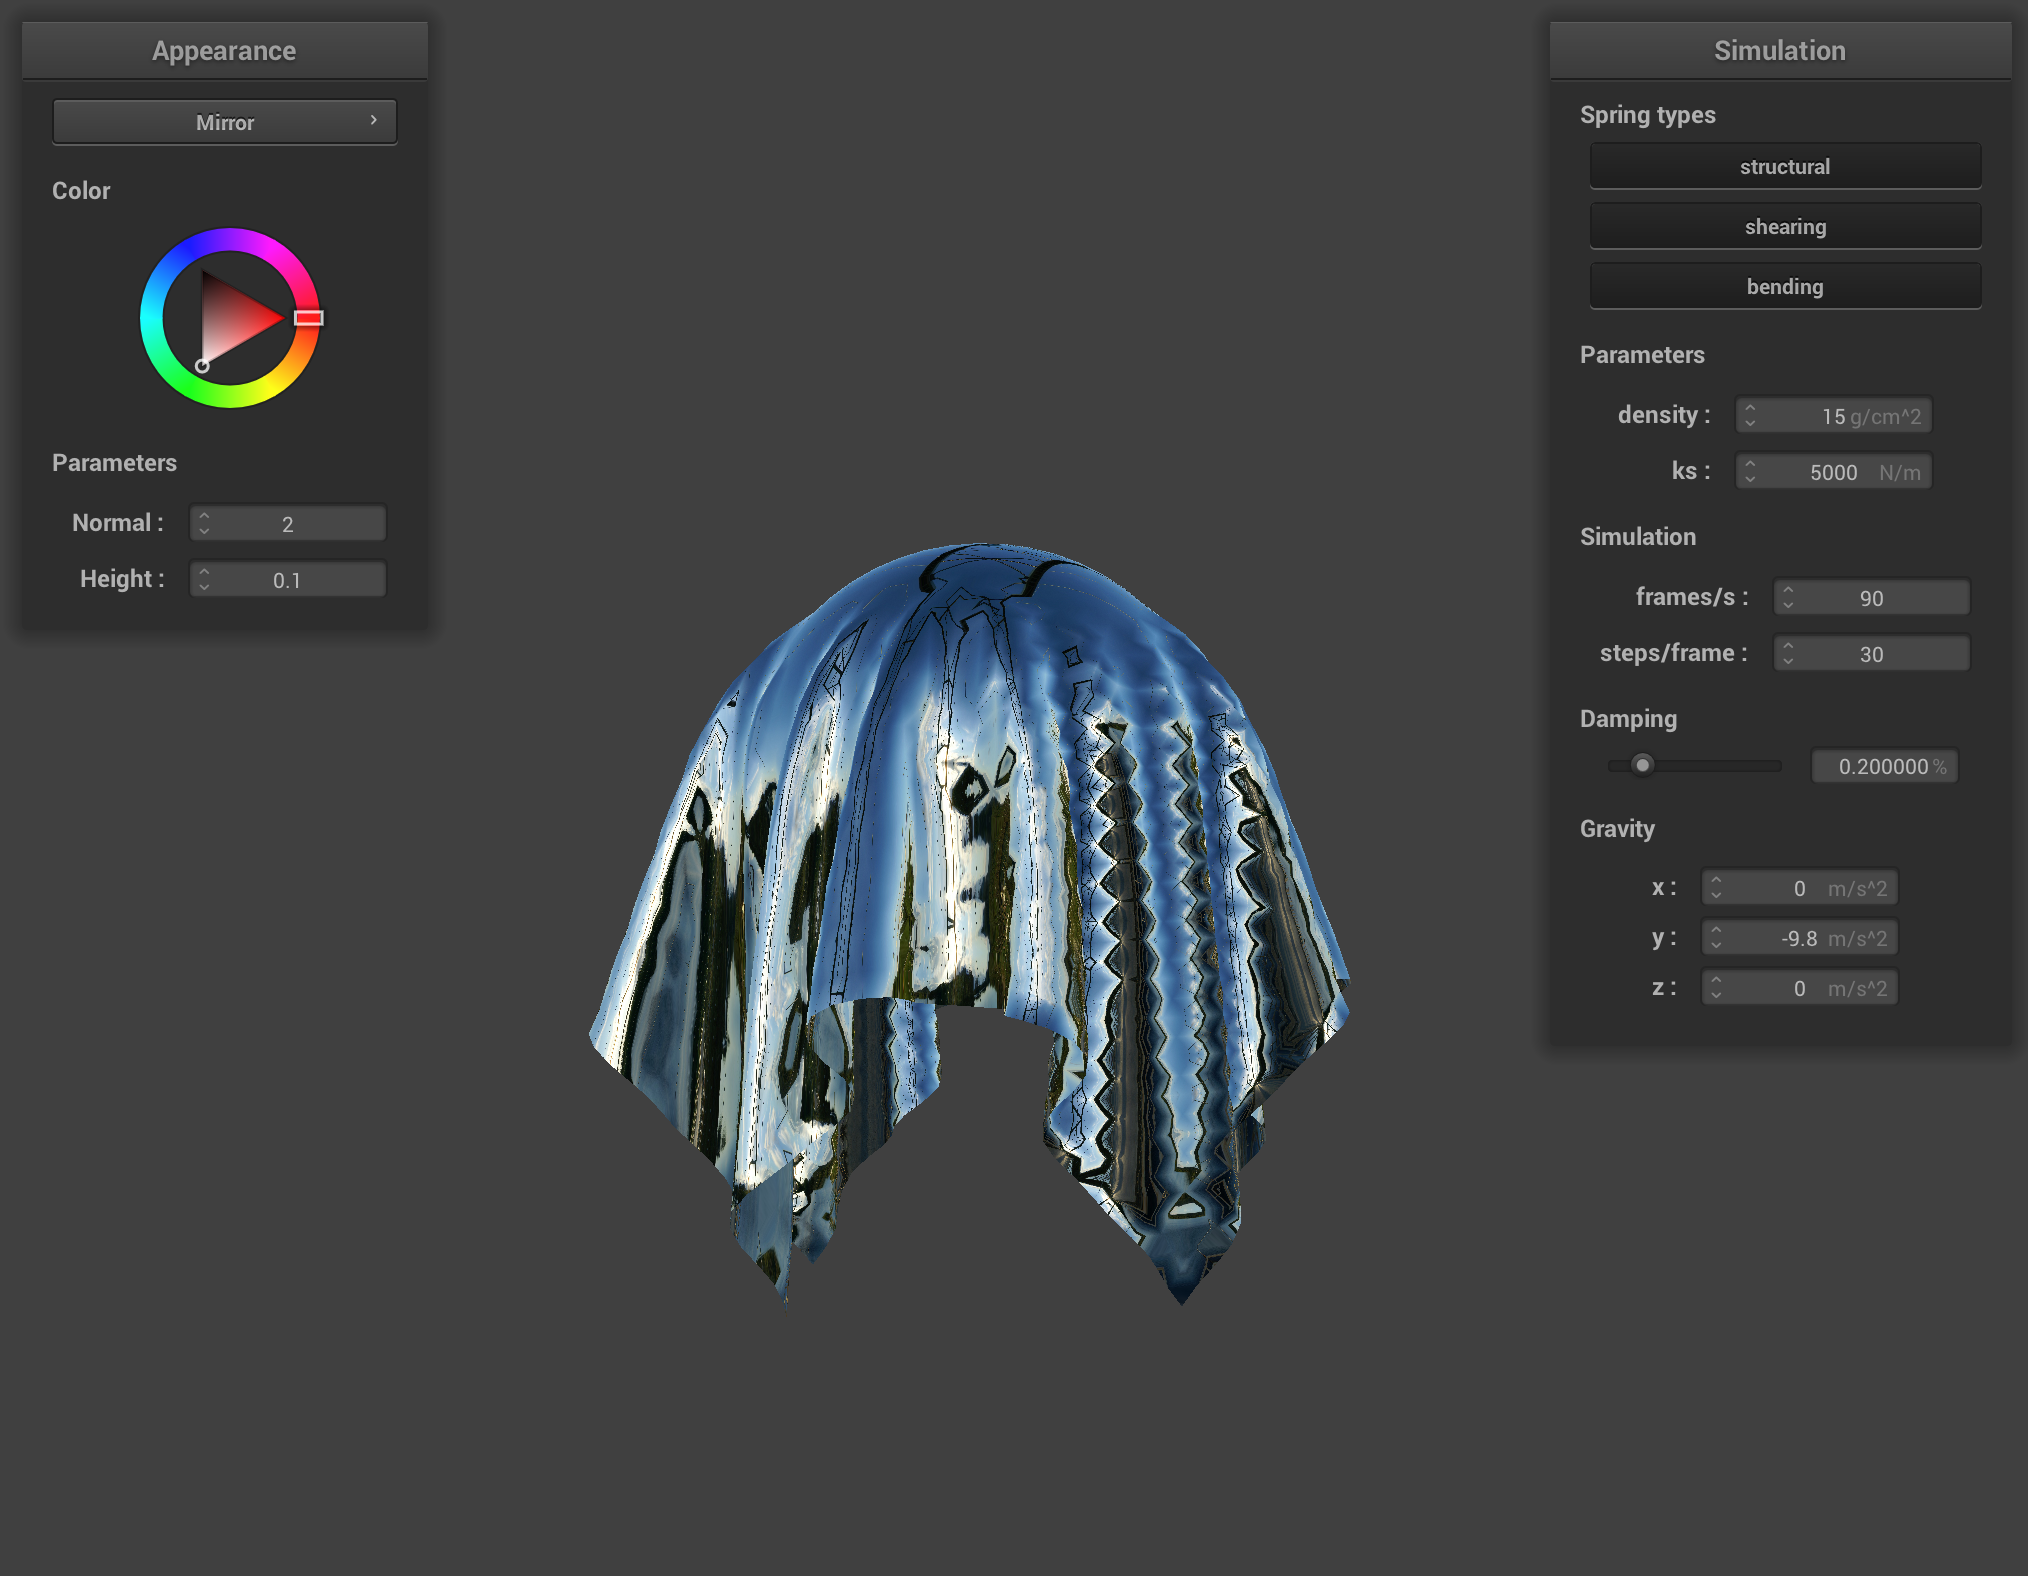 Appearance
Mirror
Color
Parameters
Normal : 2
Height : 0.1
Simulation
Spring types
structural
shearing
bending
Parameters
density : 15 g/cm^2
ks : 5000 N/m
Simulation
frames/s : 90
steps/frame : 30
Damping
0.200000 %
Gravity
x : 0 m/s^2
y : -9.8 m/s^2
z : 0 m/s^2